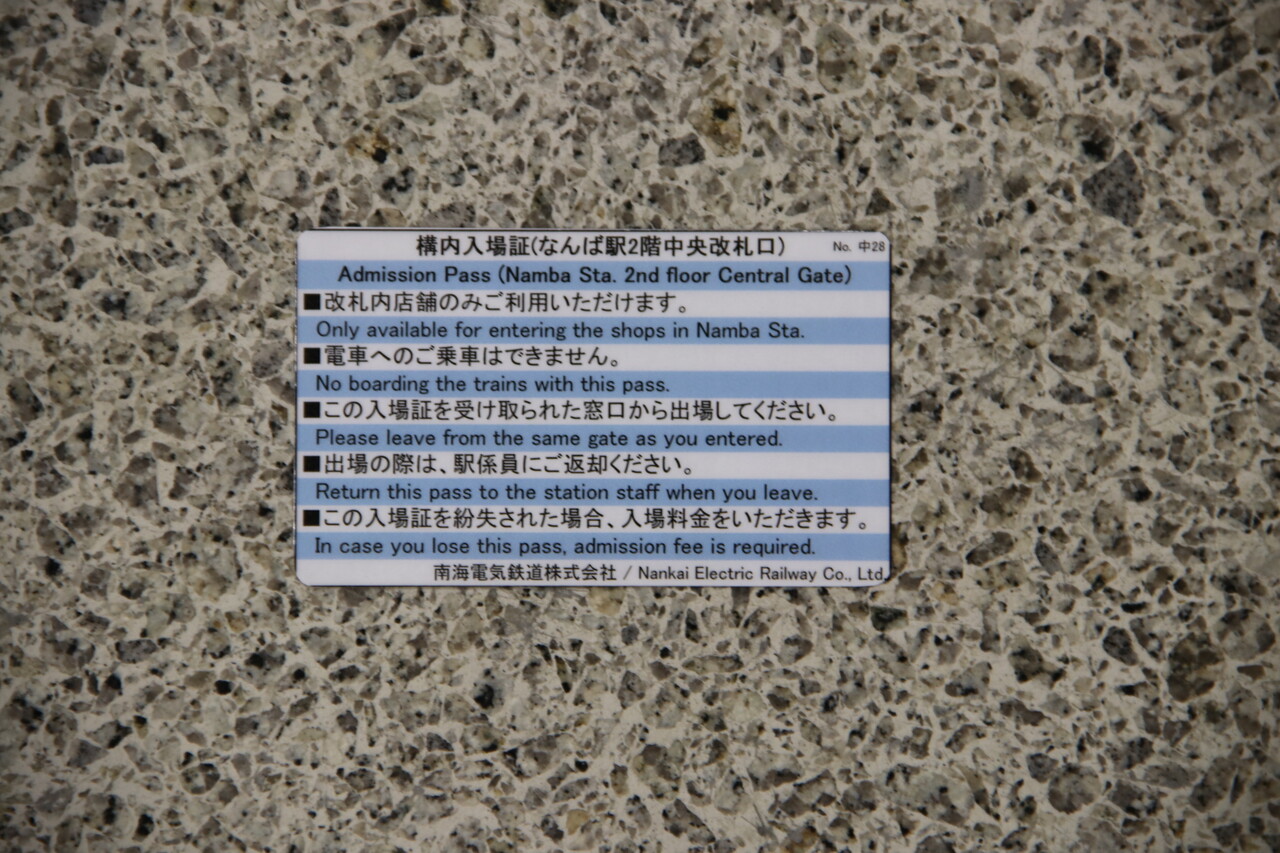 構内入場証(なんば駅2階中央改札口) No. 中28
Admission Pass (Namba Sta. 2nd floor Central Gate)
■改札内店舗のみご利用いただけます。
Only available for entering the shops in Namba Sta.
■電車へのご乗車はできません。
No boarding the trains with this pass.
■この入場証を受け取られた窓口から出場してください。
Please leave from the same gate as you entered.
■出場の際は、駅係員にご返却ください。
Return this pass to the station staff when you leave.
■この入場証を紛失された場合、入場料金をいただきます。
In case you lose this pass, admission fee is required.
南海電気鉄道株式会社 / Nankai Electric Railway Co., Ltd.